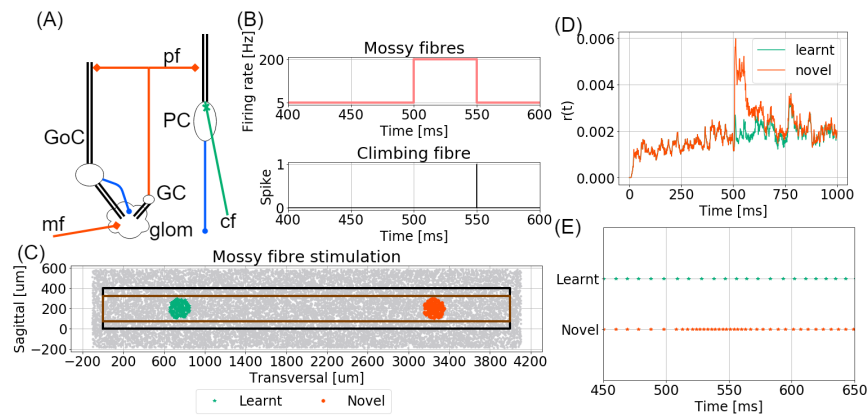 (A)
pf
PC
GoC
GC
mf
glom
cf
(B)
Mossy fibres
Firing rate [Hz]
200
5
400 450 500 550 600
Time [ms]
Climbing fibre
Spike
1
0
400 450 500 550 600
Time [ms]
(C)
Mossy fibre stimulation
Sagittal [um]
600
400
200
0
−200
−200 200 600 1000 1400 1800 2200 2600 3000 3400 3800 4200
Transversal [um]
Learnt Novel
(D)
r(t)
0.006
0.004
0.002
0.000
learnt
novel
0 250 500 750 1000
Time [ms]
(E)
Learnt
Novel
450 500 550 600 650
Time [ms]